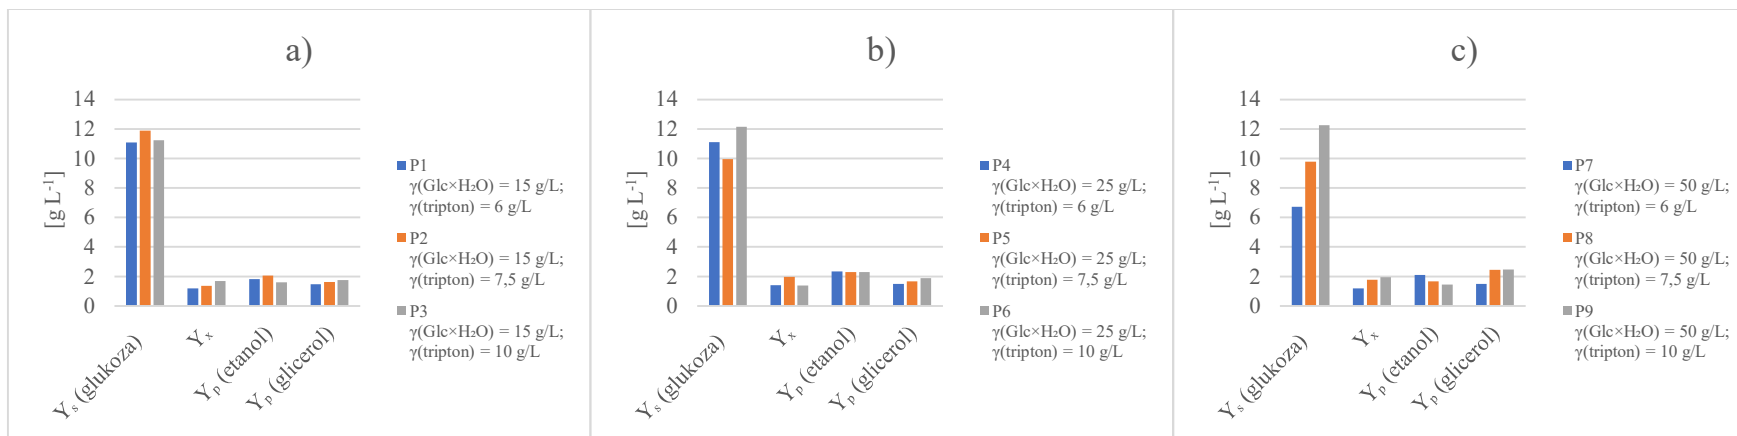 a)
[g L⁻¹]
14
12
10
8
6
4
2
0
Yₛ (glukoza)
Yₓ
Yₚ (etanol)
Yₚ (glicerol)
P1
γ(Glc×H₂O) = 15 g/L;
γ(tripton) = 6 g/L
P2
γ(Glc×H₂O) = 15 g/L;
γ(tripton) = 7,5 g/L
P3
γ(Glc×H₂O) = 15 g/L;
γ(tripton) = 10 g/L
b)
[g L⁻¹]
14
12
10
8
6
4
2
0
Yₛ (glukoza)
Yₓ
Yₚ (etanol)
Yₚ (glicerol)
P4
γ(Glc×H₂O) = 25 g/L;
γ(tripton) = 6 g/L
P5
γ(Glc×H₂O) = 25 g/L;
γ(tripton) = 7,5 g/L
P6
γ(Glc×H₂O) = 25 g/L;
γ(tripton) = 10 g/L
c)
[g L⁻¹]
14
12
10
8
6
4
2
0
Yₛ (glukoza)
Yₓ
Yₚ (etanol)
Yₚ (glicerol)
P7
γ(Glc×H₂O) = 50 g/L;
γ(tripton) = 6 g/L
P8
γ(Glc×H₂O) = 50 g/L;
γ(tripton) = 7,5 g/L
P9
γ(Glc×H₂O) = 50 g/L;
γ(tripton) = 10 g/L